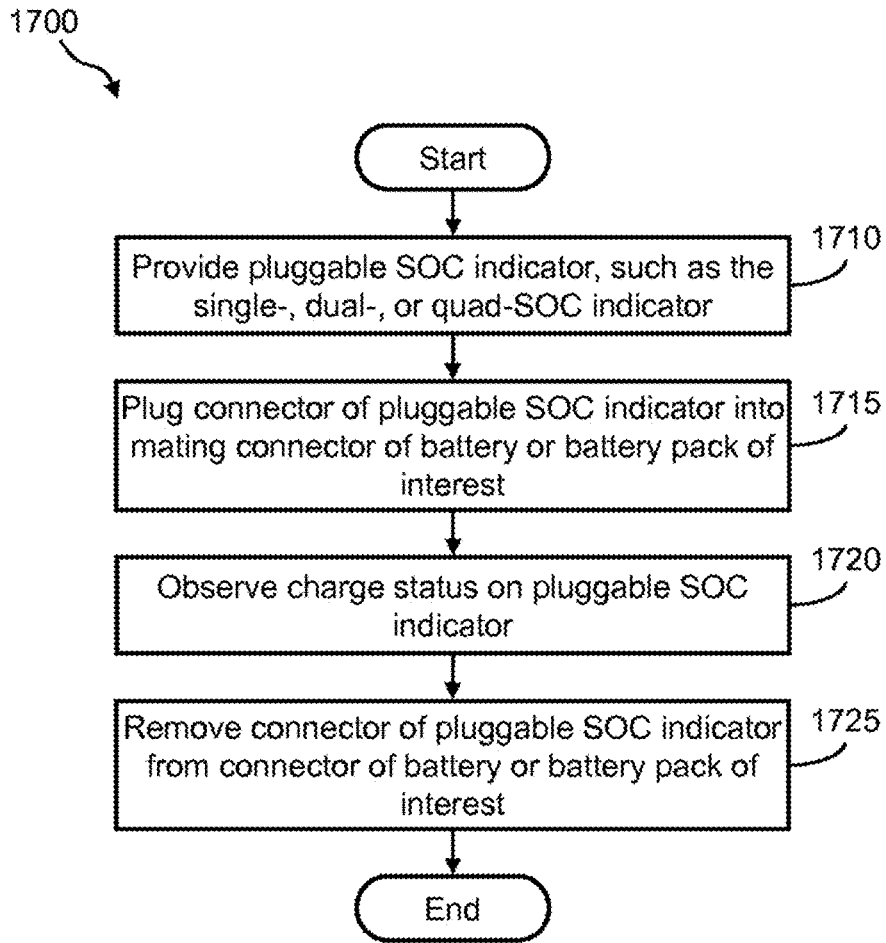 1700
Start
1710
Provide pluggable SOC indicator, such as the
single-, dual-, or quad-SOC indicator
1715
Plug connector of pluggable SOC indicator into
mating connector of battery or battery pack of
interest
1720
Observe charge status on pluggable SOC
indicator
1725
Remove connector of pluggable SOC indicator
from connector of battery or battery pack of
interest
End